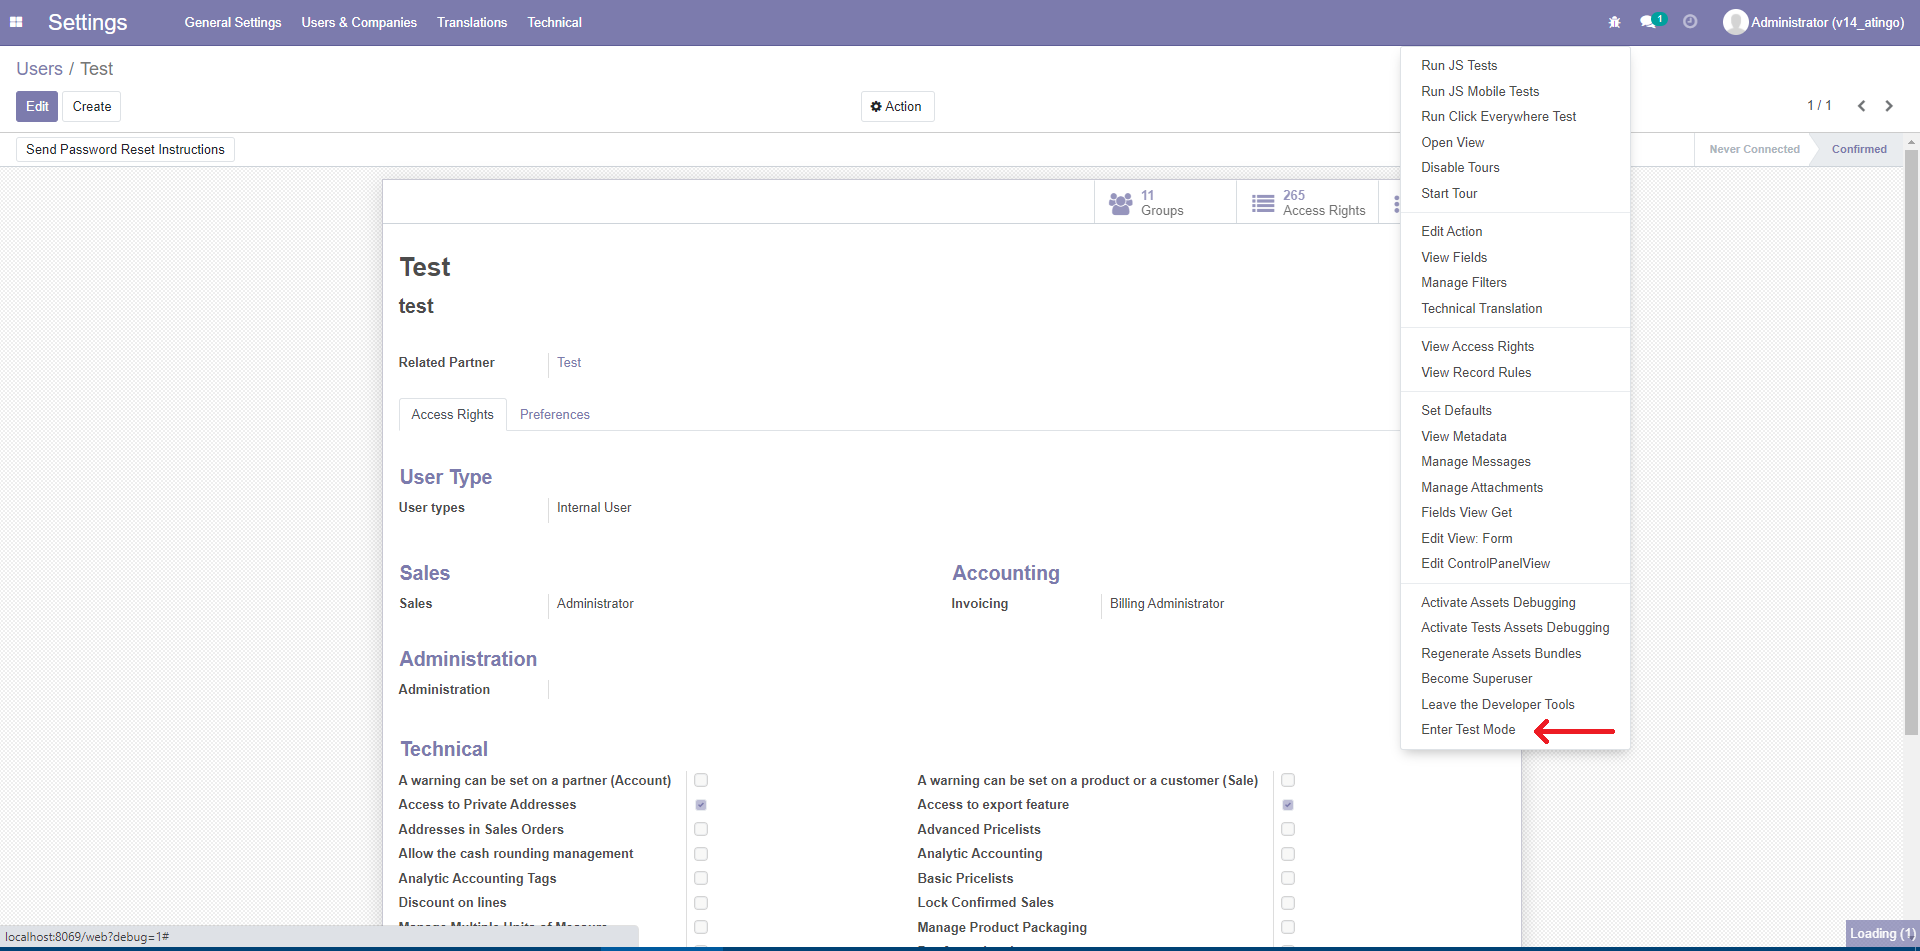 Settings
General Settings
Users & Companies
Translations
Technical
1
Administrator (v14_atingo)
Users / Test
Edit
Create
Action
1 / 1
Send Password Reset Instructions
Never Connected
Confirmed
11
Groups
265
Access Rights
Test
test
Related Partner
Test
Access Rights
Preferences
User Type
User types
Internal User
Sales
Sales
Administrator
Accounting
Invoicing
Billing Administrator
Administration
Administration
Technical
A warning can be set on a partner (Account)
A warning can be set on a product or a customer (Sale)
Access to Private Addresses
Access to export feature
Addresses in Sales Orders
Advanced Pricelists
Allow the cash rounding management
Analytic Accounting
Analytic Accounting Tags
Basic Pricelists
Discount on lines
Lock Confirmed Sales
Manage Multiple Units of Measure
Manage Product Packaging
Run JS Tests
Run JS Mobile Tests
Run Click Everywhere Test
Open View
Disable Tours
Start Tour
Edit Action
View Fields
Manage Filters
Technical Translation
View Access Rights
View Record Rules
Set Defaults
View Metadata
Manage Messages
Manage Attachments
Fields View Get
Edit View: Form
Edit ControlPanelView
Activate Assets Debugging
Activate Tests Assets Debugging
Regenerate Assets Bundles
Become Superuser
Leave the Developer Tools
Enter Test Mode
localhost:8069/web?debug=1#
Loading (1)